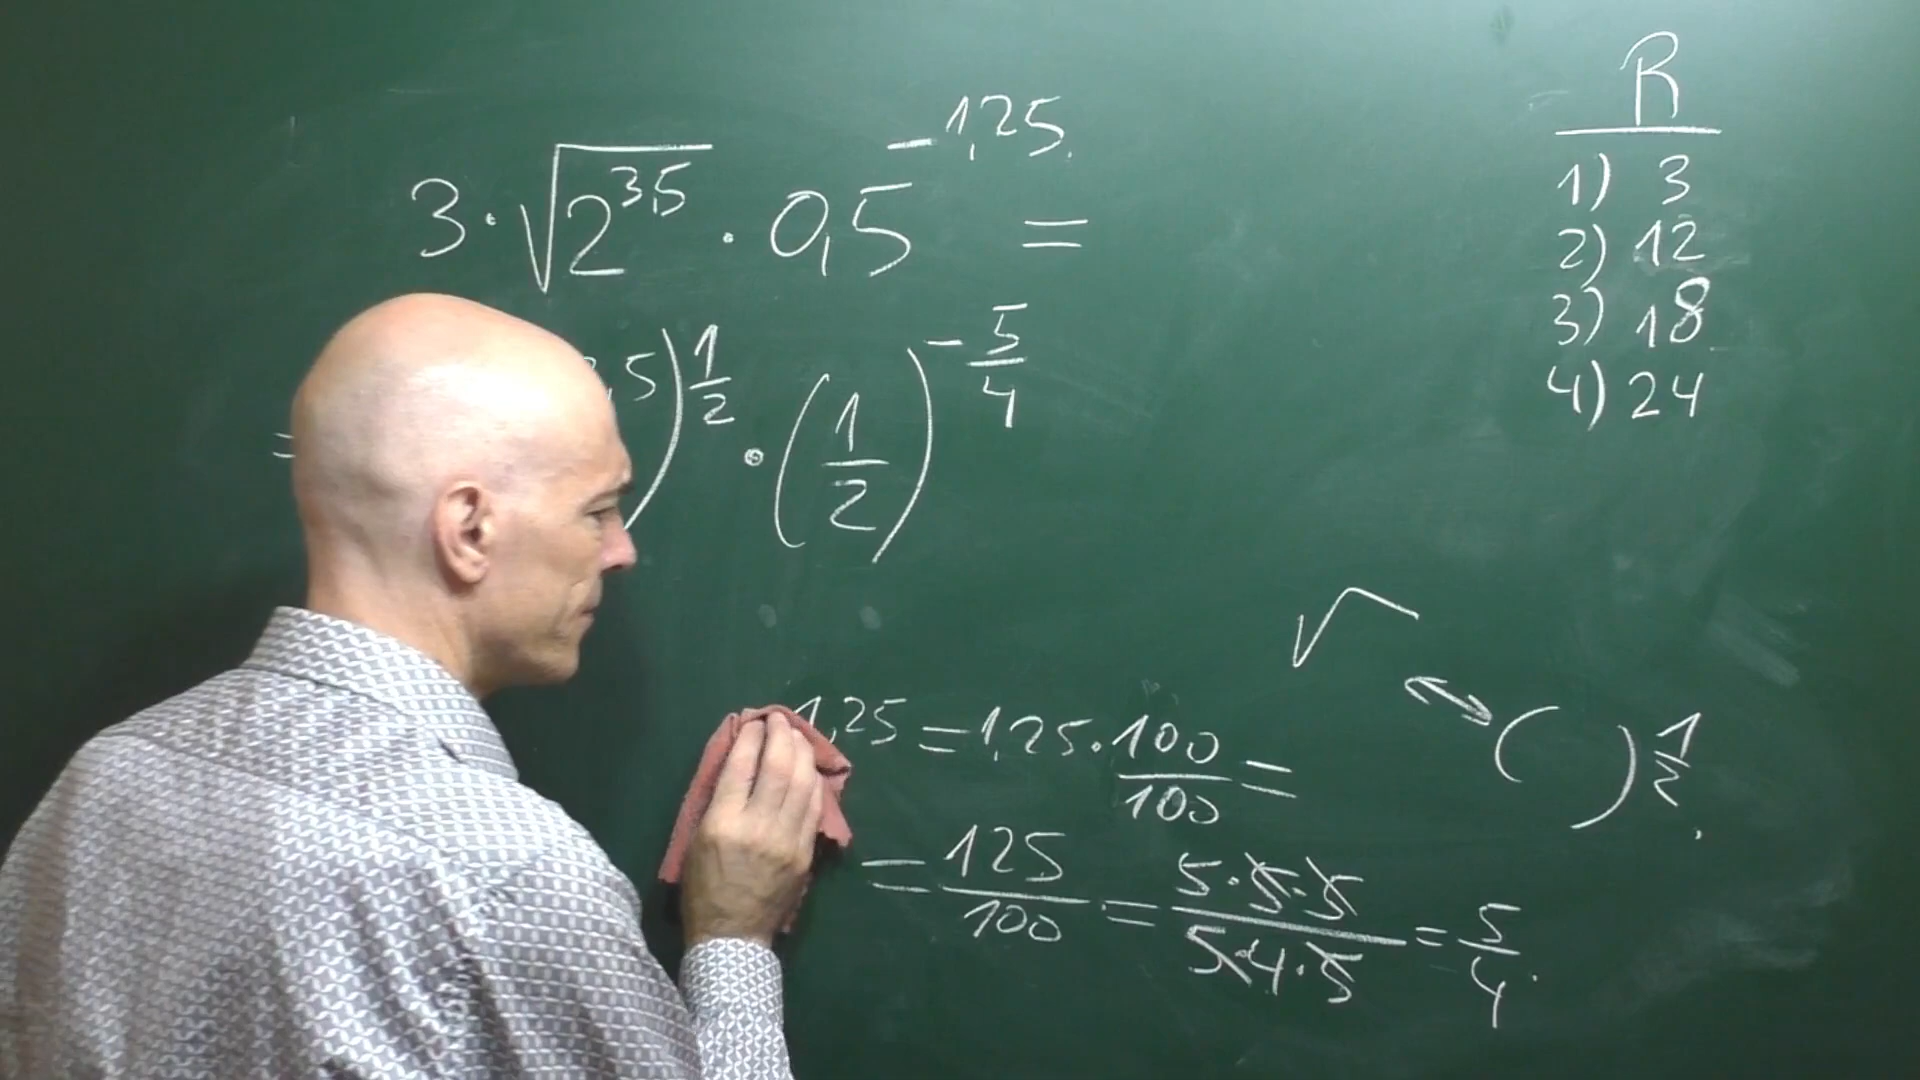 3·√2^3,5 · 0,5^-1,25 =
= ,5)^1/2 · (1/2)^-5/4
R
1) 3
2) 12
3) 18
4) 24
√ ⟷ ( )^1/2.
1,25 = 1,25·100/100 =
= 125/100 = 5·5·5/5·4·5 = 5/4.